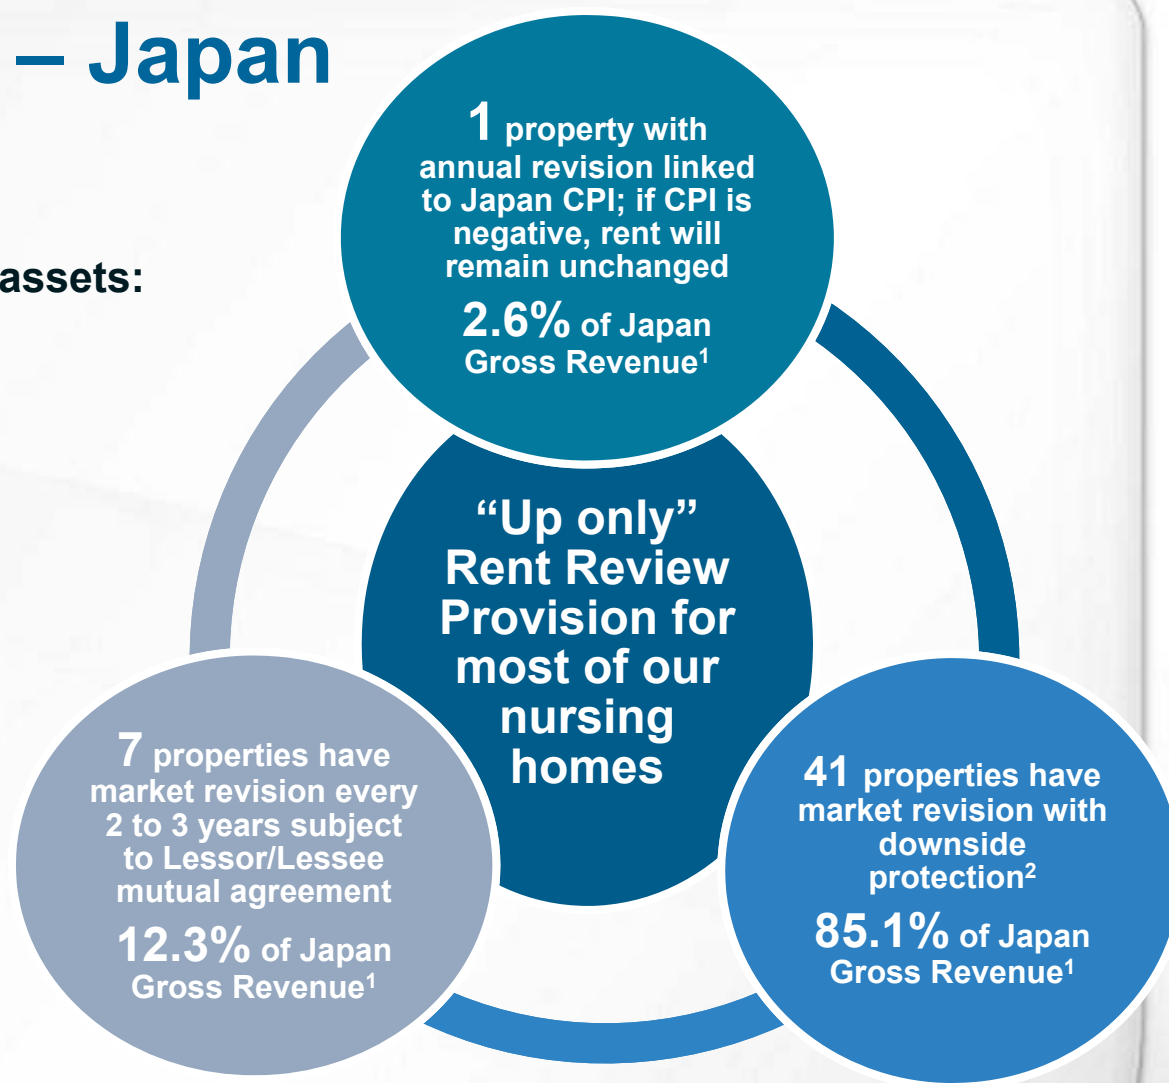 – Japan
assets:
1 property with
annual revision linked
to Japan CPI; if CPI is
negative, rent will
remain unchanged
2.6% of Japan
Gross Revenue1
“Up only”
Rent Review
Provision for
most of our
nursing
homes
7 properties have
market revision every
2 to 3 years subject
to Lessor/Lessee
mutual agreement
12.3% of Japan
Gross Revenue1
41 properties have
market revision with
downside
protection2
85.1% of Japan
Gross Revenue1